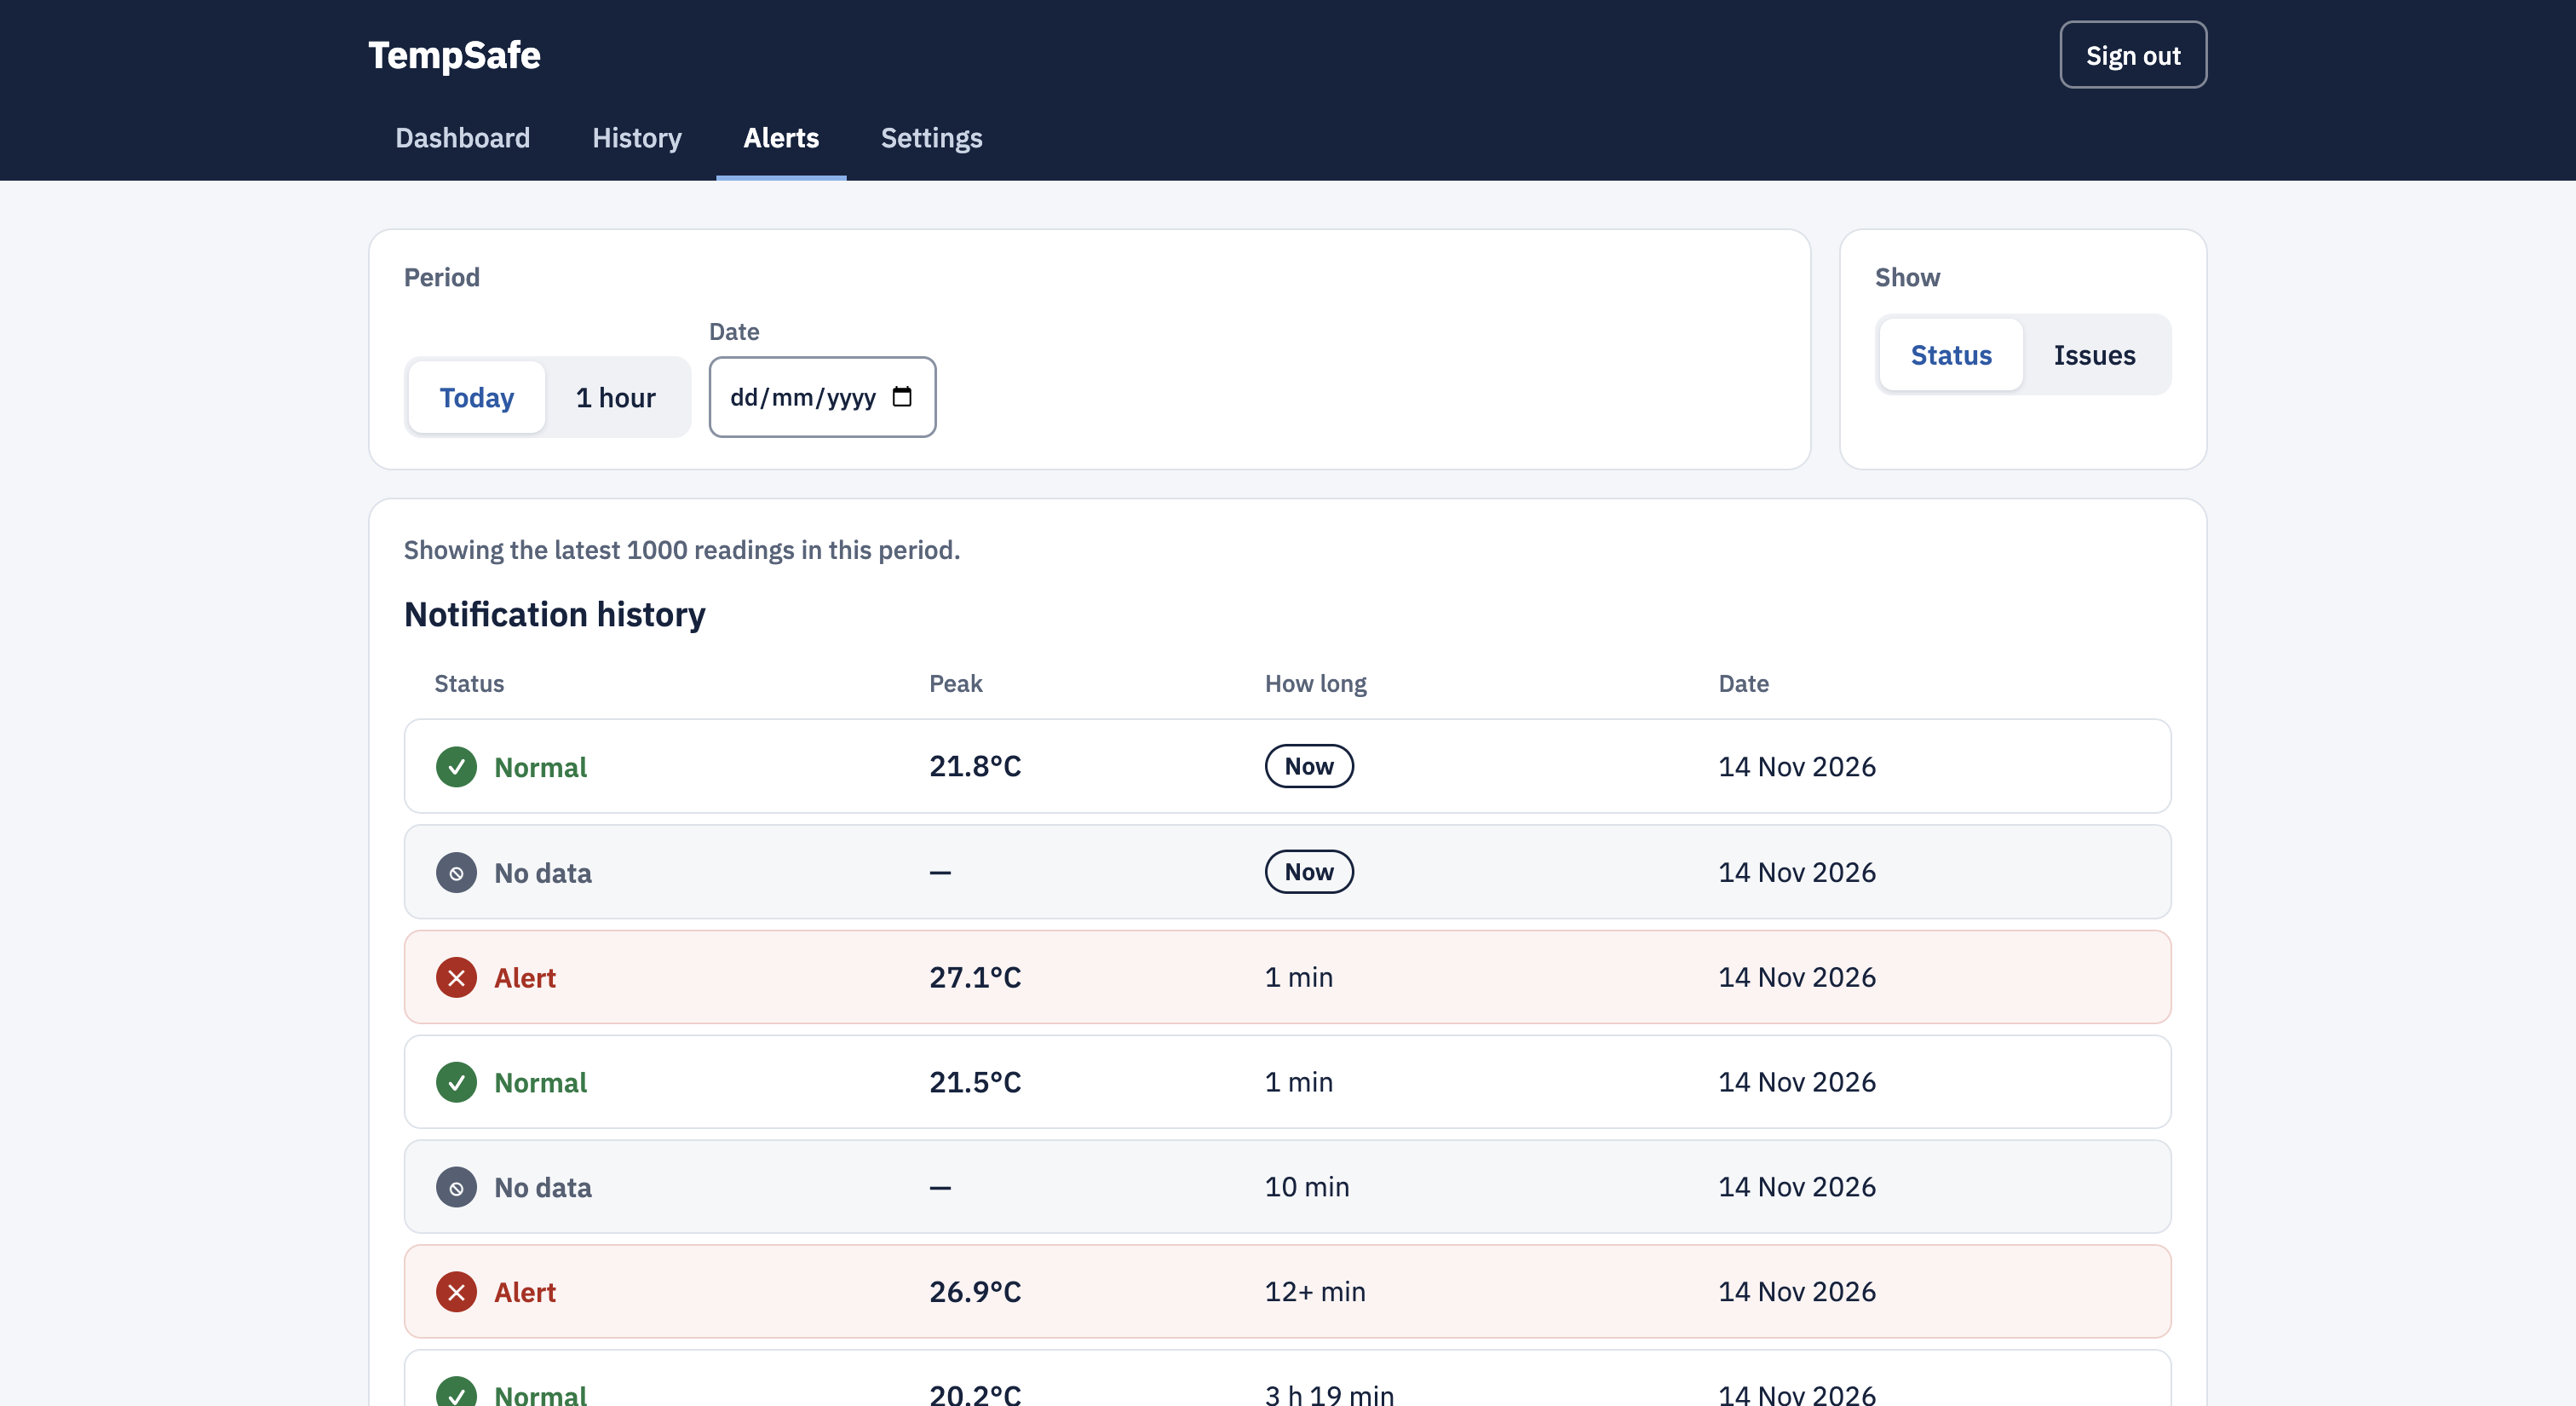 TempSafe
Sign out
Dashboard History Alerts Settings
Period
Date
Today 1 hour dd/mm/yyyy
Show
Status Issues
Showing the latest 1000 readings in this period.
Notification history
Status Peak How long Date
Normal 21.8°C Now 14 Nov 2026
No data — Now 14 Nov 2026
Alert 27.1°C 1 min 14 Nov 2026
Normal 21.5°C 1 min 14 Nov 2026
No data — 10 min 14 Nov 2026
Alert 26.9°C 12+ min 14 Nov 2026
Normal 20.2°C 3 h 19 min 14 Nov 2026